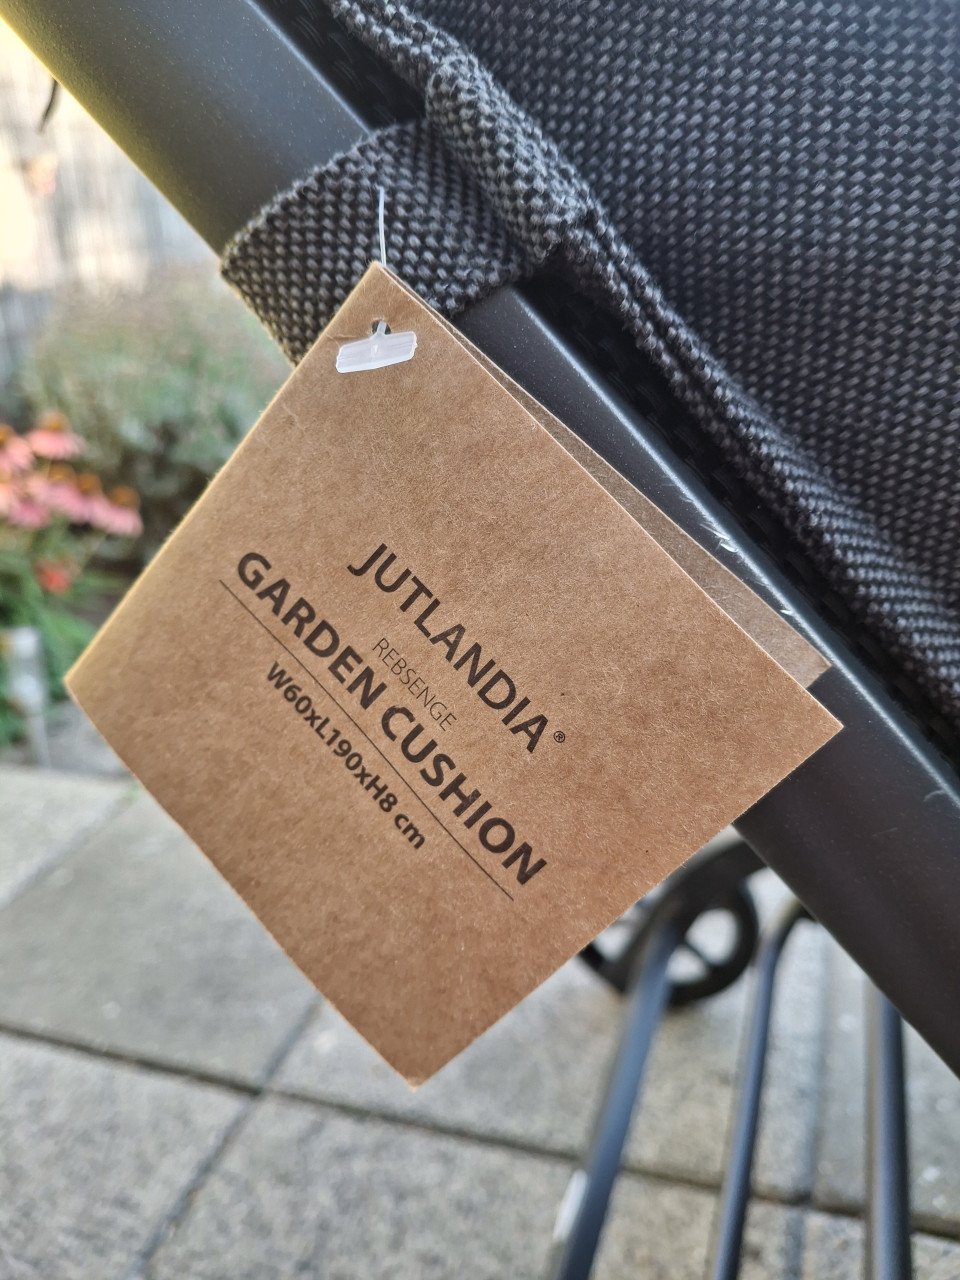 JUTLANDIA®
REBSENGE
GARDEN CUSHION
W60xL190xH8 cm